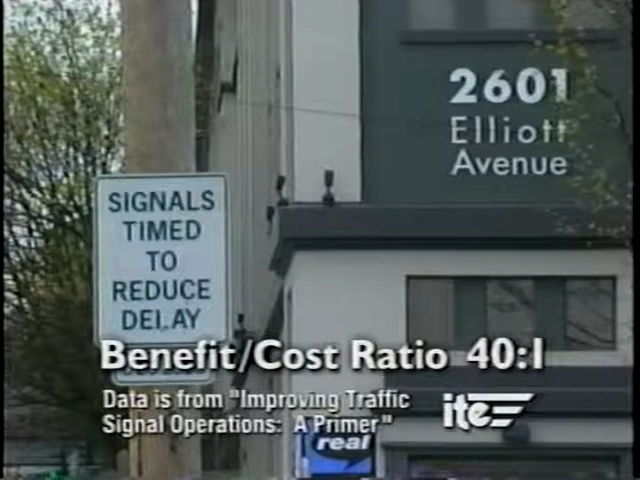 2601
Elliott
Avenue
SIGNALS
TIMED
TO
REDUCE
DELAY
Benefit/Cost Ratio 40:1
Data is from "Improving Traffic
Signal Operations: A Primer"
ite
real